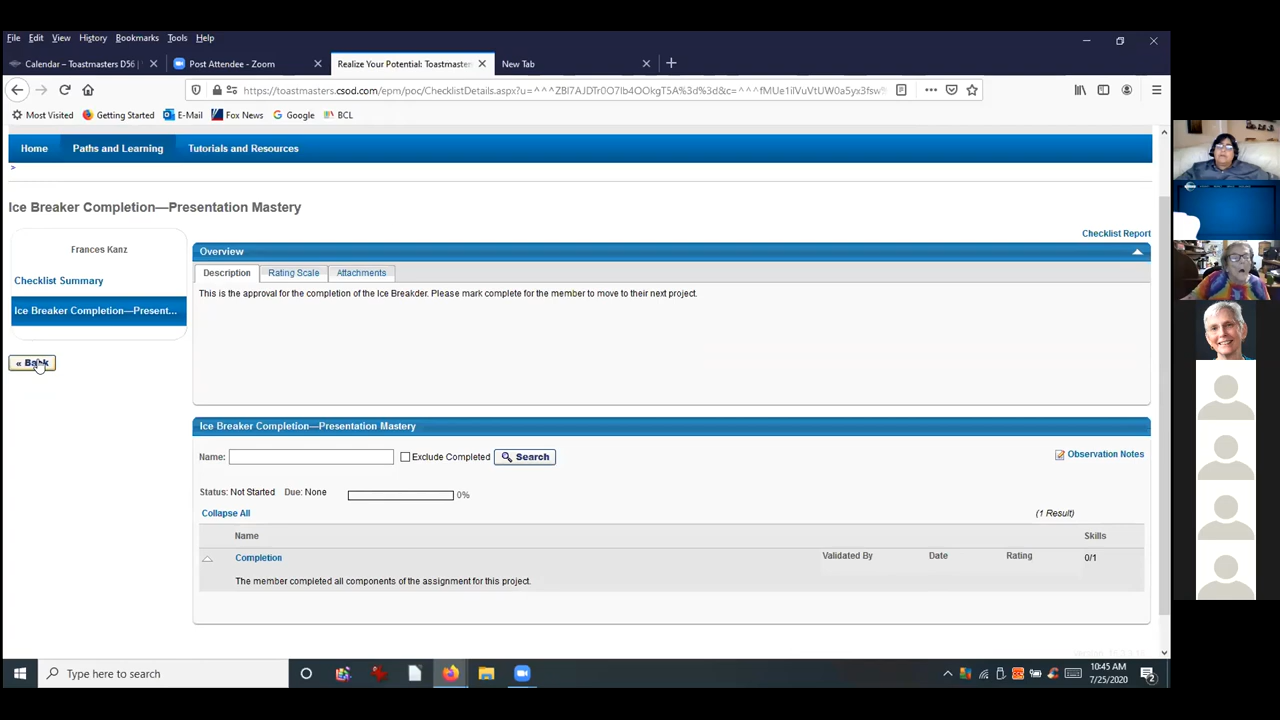 File Edit View History Bookmarks Tools Help
Calendar – Toastmasters D56 |
Post Attendee - Zoom
Realize Your Potential: Toastmaster
New Tab
Most Visited Getting Started E-Mail Fox News Google BCL
Home Paths and Learning Tutorials and Resources
>
Ice Breaker Completion—Presentation Mastery
Checklist Report
Frances Kanz
Checklist Summary
Ice Breaker Completion—Present...
« Back
Overview
Description Rating Scale Attachments
This is the approval for the completion of the Ice Breakder. Please mark complete for the member to move to their next project.
Ice Breaker Completion—Presentation Mastery
Name: Exclude Completed Search
Observation Notes
Status: Not Started Due: None 0%
Collapse All (1 Result)
Name Skills
Completion Validated By Date Rating 0/1
The member completed all components of the assignment for this project.
Type here to search
10:45 AM
7/25/2020
2